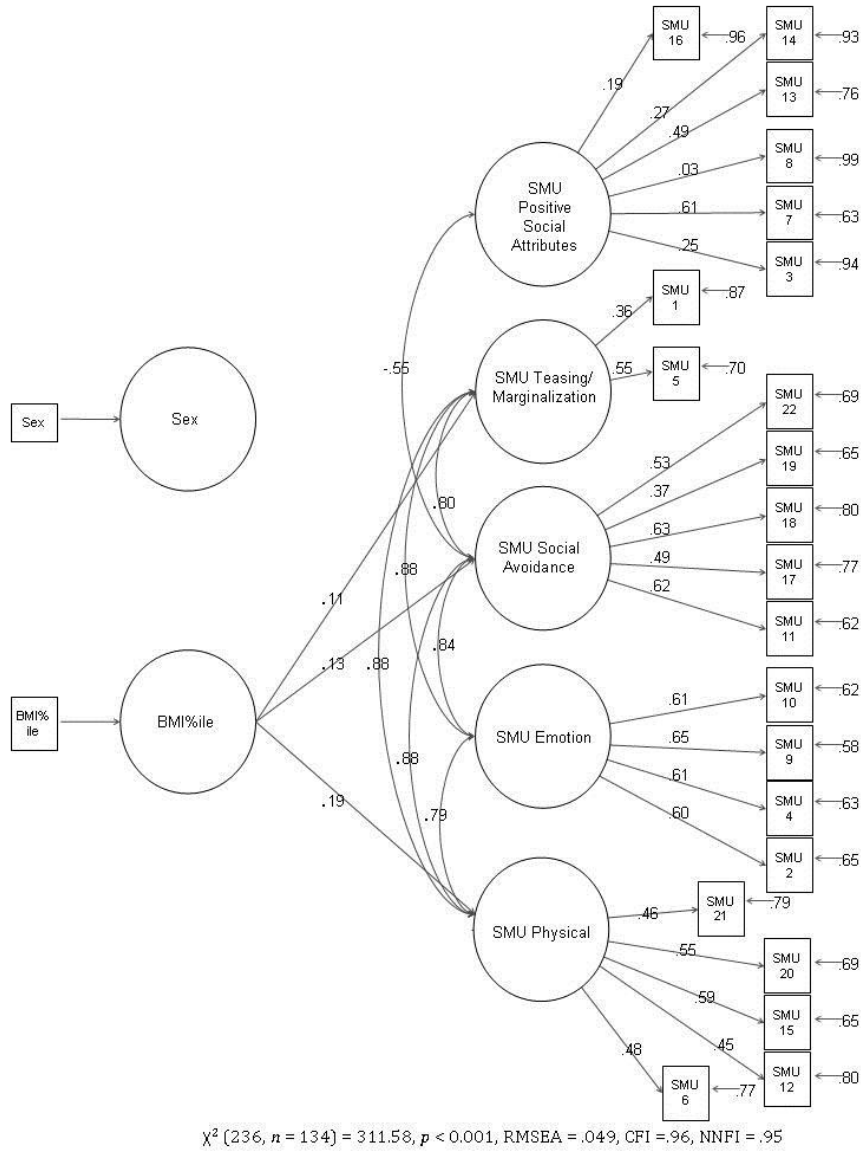 SMU
16
.96
SMU
14
.93
.19
SMU
13
.76
.27
.49
SMU
8
.99
.03
SMU
Positive
Social
Attributes
.61
SMU
7
.63
.25
SMU
3
.94
SMU
1
.87
.36
-.55
SMU Teasing/
Marginalization
.55
SMU
5
.70
SMU
22
.69
Sex
Sex
.53
SMU
19
.65
.37
.80
SMU
18
.80
.63
SMU Social
Avoidance
.49
SMU
17
.77
.88
.62
.11
SMU
11
.62
.84
.13
.88
SMU
10
.62
.61
BMI%
ile
BMI%ile
SMU Emotion
.65
SMU
9
.58
.88
.61
SMU
4
.63
.19
.79
.60
SMU
2
.65
SMU
21
.79
.46
SMU Physical
.55
SMU
20
.69
.59
SMU
15
.65
.45
.48
SMU
12
.80
SMU
6
.77
χ² (236, n = 134) = 311.58, p < 0.001, RMSEA = .049, CFI =.96, NNFI = .95